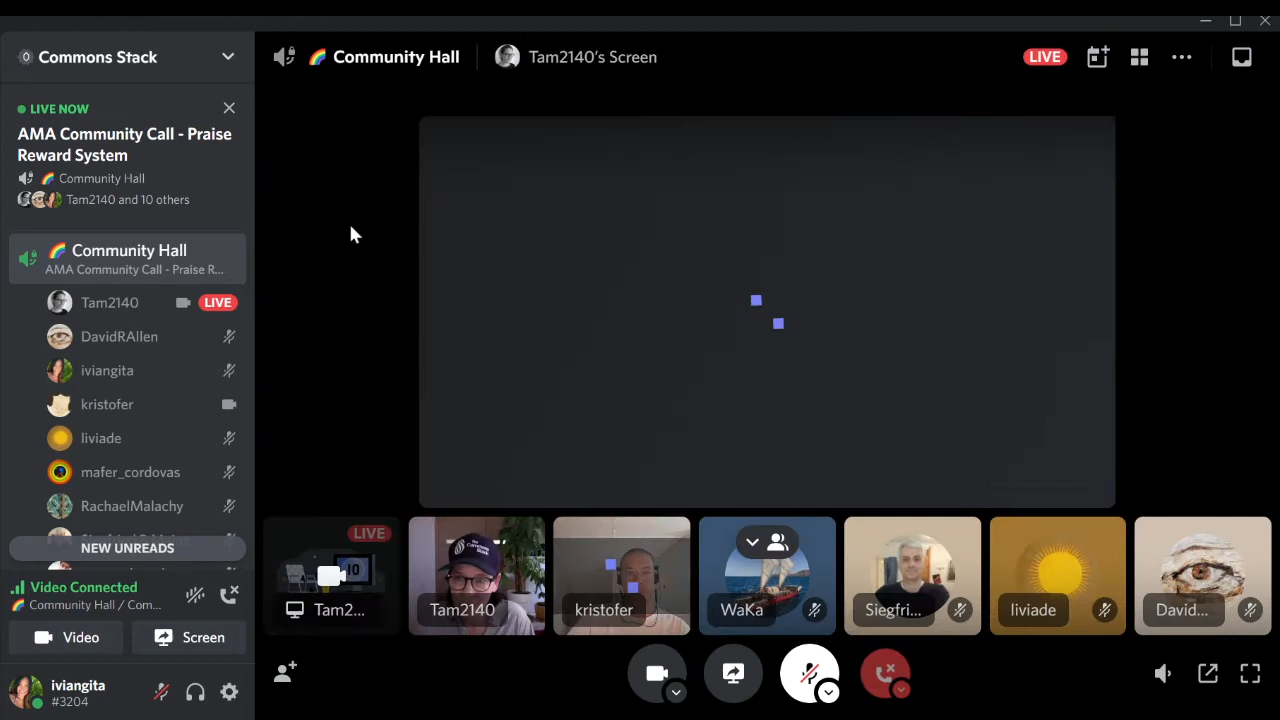 Commons Stack
LIVE NOW
AMA Community Call - Praise
Reward System
Community Hall
Tam2140 and 10 others
Community Hall
AMA Community Call - Praise R...
Tam2140
LIVE
DavidRAllen
iviangita
kristofer
liviade
mafer_cordovas
RachaelMalachy
NEW UNREADS
Video Connected
Community Hall / Com...
Video
Screen
iviangita
#3204
Community Hall
Tam2140's Screen
LIVE
LIVE
Tam2...
Tam2140
kristofer
WaKa
Siegfri...
liviade
David...